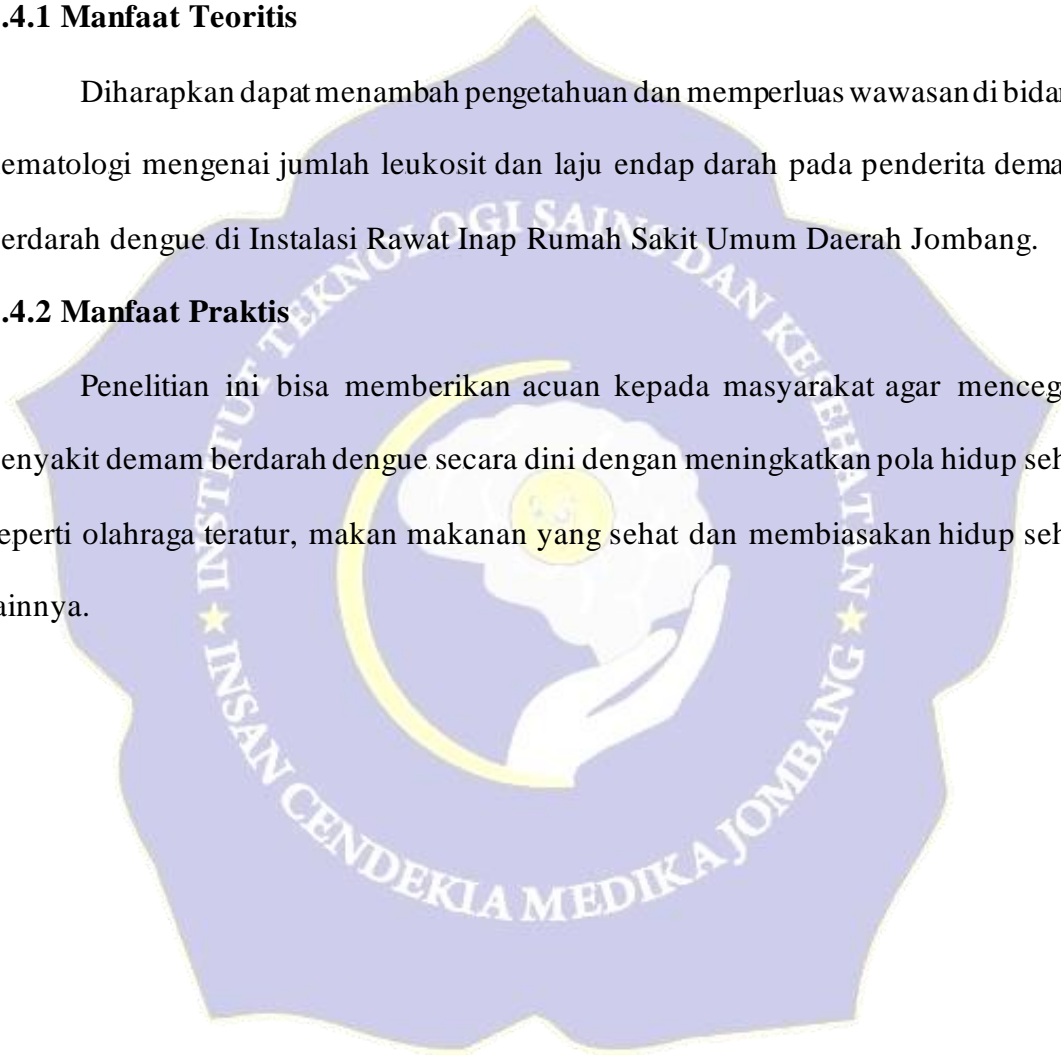 .4.1 Manfaat Teoritis
Diharapkan dapat menambah pengetahuan dan memperluas wawasan di bidan
ematologi mengenai jumlah leukosit dan laju endap darah pada penderita dema
erdarah dengue di Instalasi Rawat Inap Rumah Sakit Umum Daerah Jombang.
.4.2 Manfaat Praktis
Penelitian ini bisa memberikan acuan kepada masyarakat agar menceg
enyakit demam berdarah dengue secara dini dengan meningkatkan pola hidup seh
eperti olahraga teratur, makan makanan yang sehat dan membiasakan hidup seh
ainnya.
INSTITUT TEKNOLOGI SAINS DAN KESEHATAN
INSAN CENDEKIA MEDIKA JOMBANG